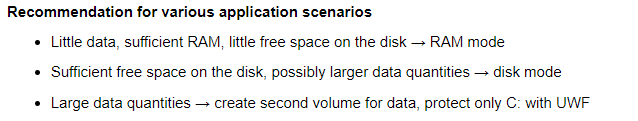 Recommendation for various application scenarios
• Little data, sufficient RAM, little free space on the disk → RAM mode
• Sufficient free space on the disk, possibly larger data quantities → disk mode
• Large data quantities → create second volume for data, protect only C: with UWF